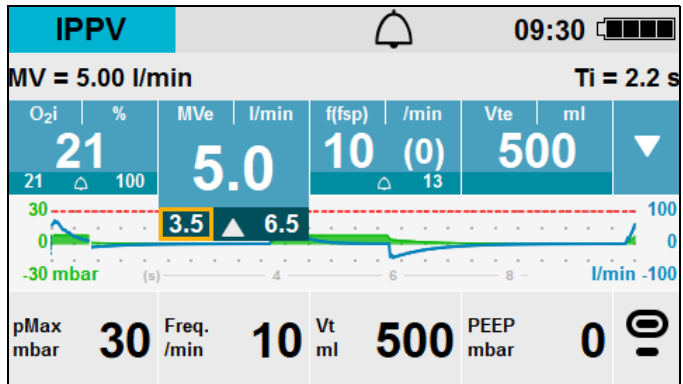 IPPV 09:30
MV = 5.00 l/min Ti = 2.2 s
O2i % MVe l/min f(fsp) /min Vte ml
21 5.0 10 (0) 500
21 100 13
3.5 6.5
30 100
0 0
-30 mbar (s) 4 6 8 l/min -100
pMax mbar 30 Freq. /min 10 Vt ml 500 PEEP mbar 0